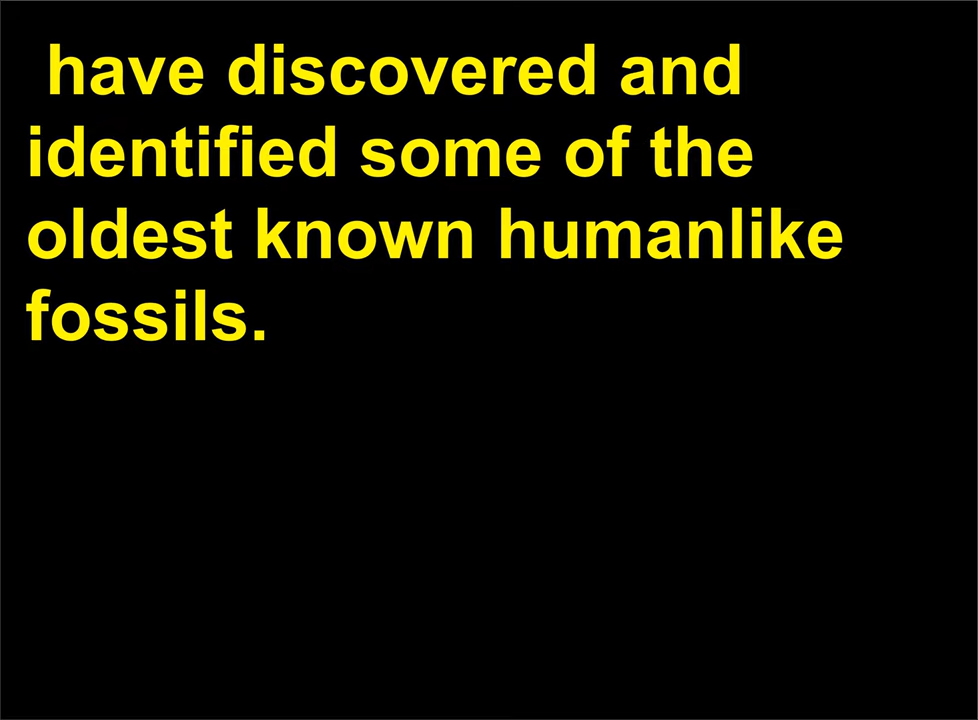 have discovered and
identified some of the
oldest known humanlike
fossils.